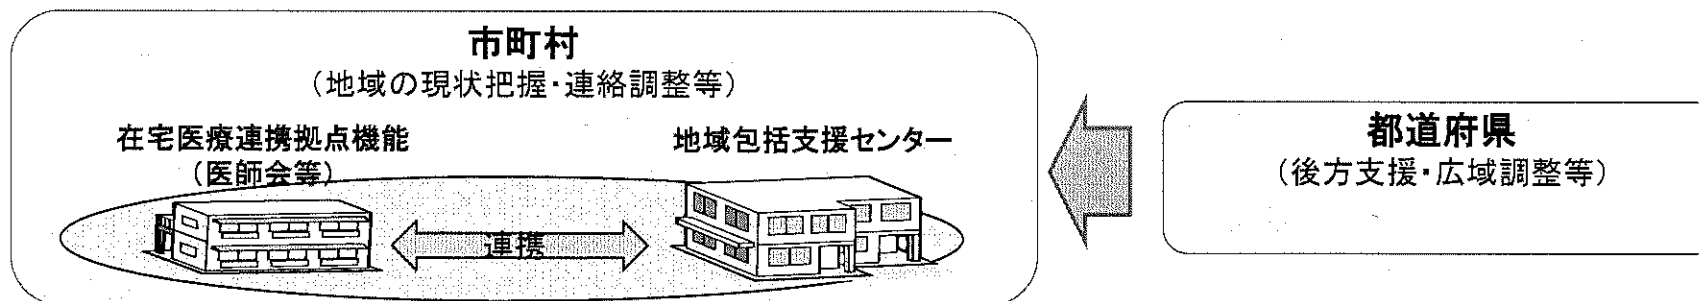 市町村
（地域の現状把握・連絡調整等）
在宅医療連携拠点機能
（医師会等）
地域包括支援センター
連携
都道府県
（後方支援・広域調整等）